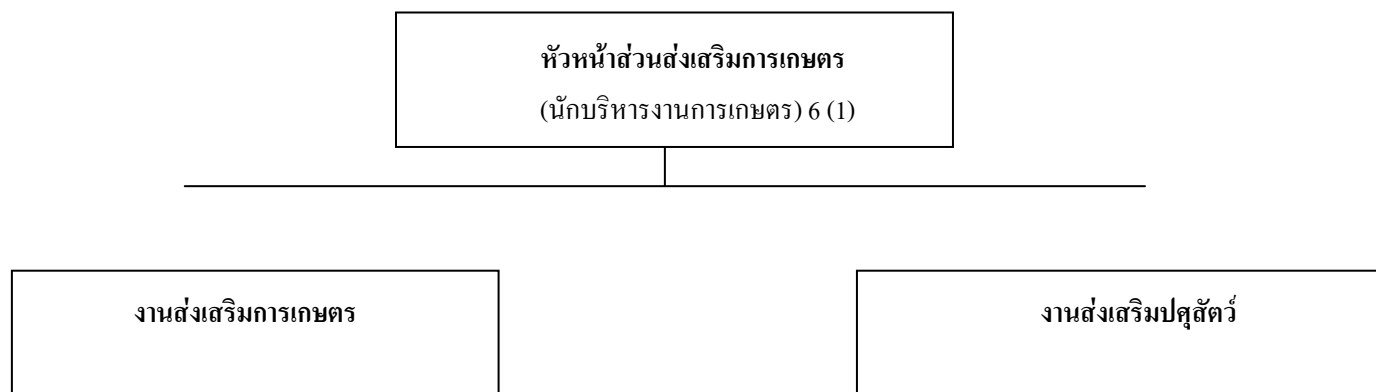 หัวหน้าส่วนส่งเสริมการเกษตร
(นักบริหารงานการเกษตร) 6 (1)
งานส่งเสริมการเกษตร
งานส่งเสริมปศุสัตว์